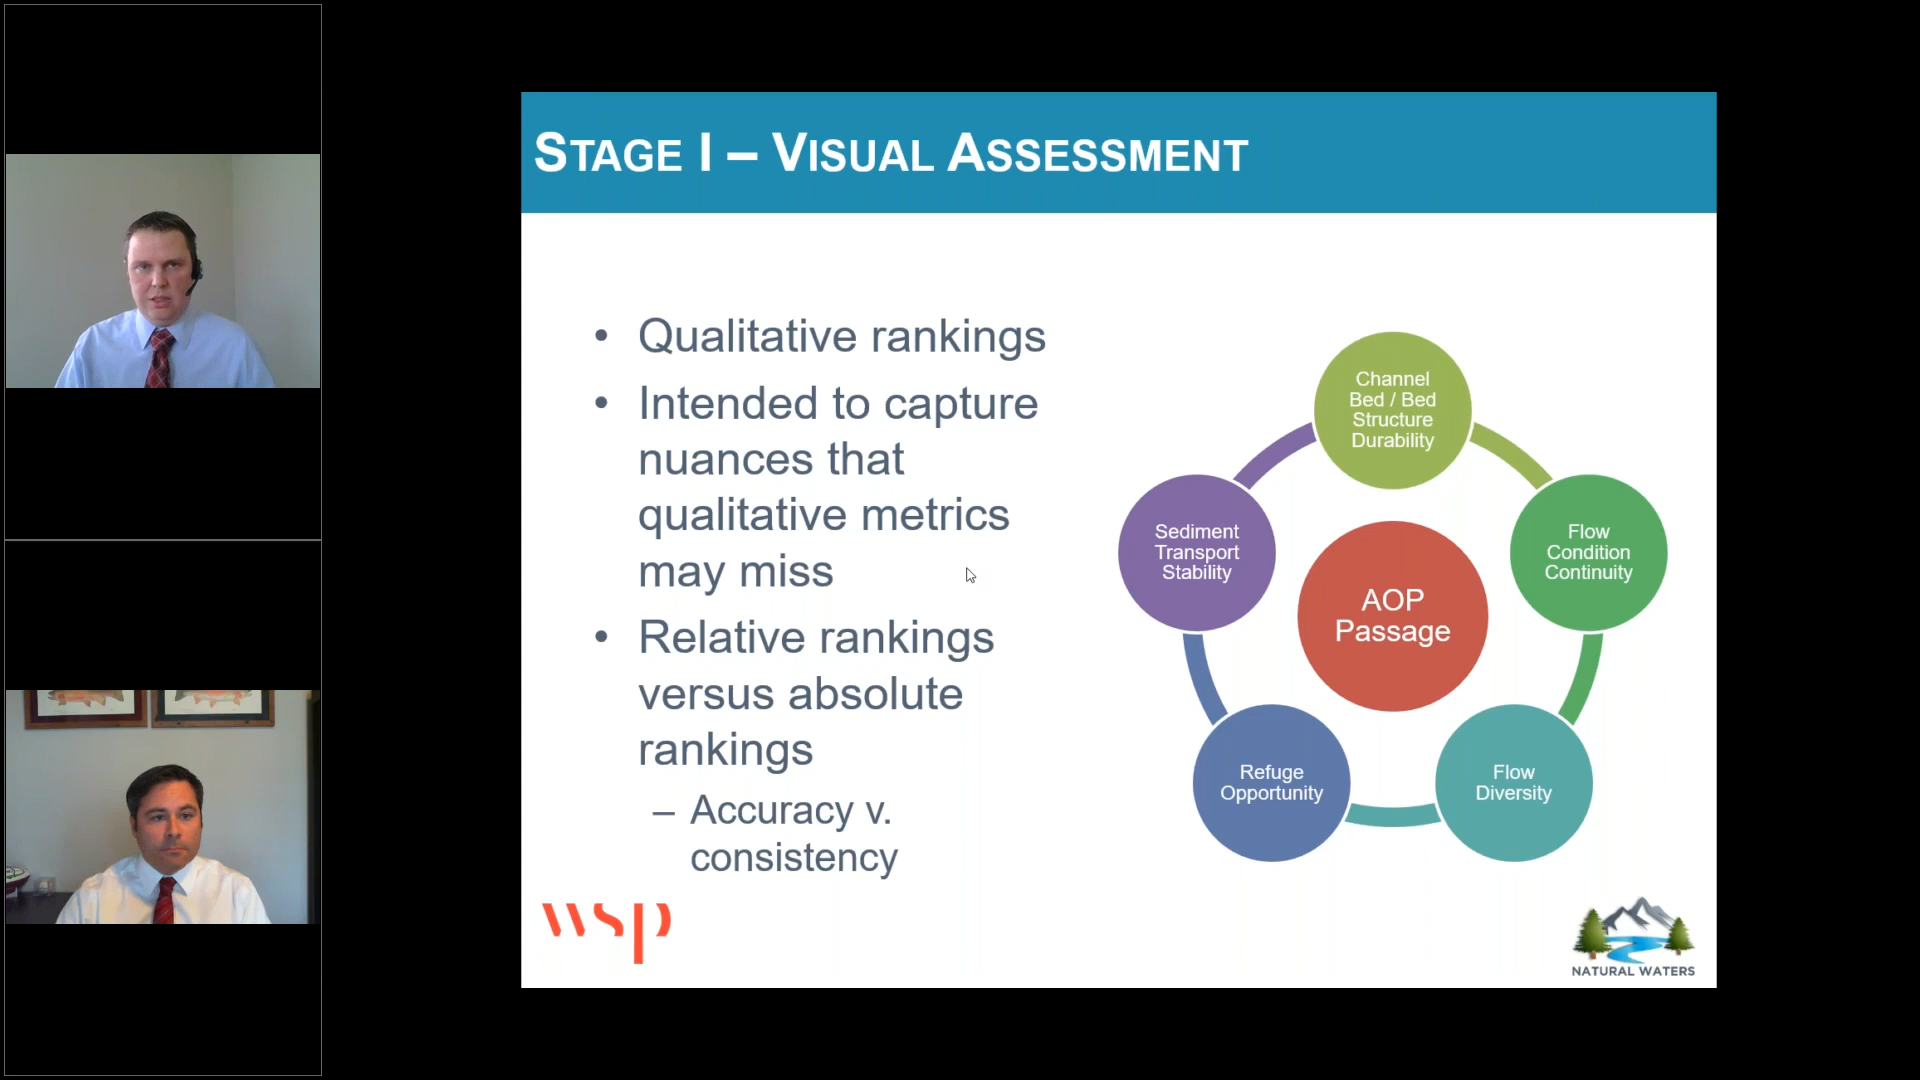 STAGE I – VISUAL ASSESSMENT
• Qualitative rankings
• Intended to capture
nuances that
qualitative metrics
may miss
• Relative rankings
versus absolute
rankings
– Accuracy v.
consistency
Channel
Bed / Bed
Structure
Durability
Flow
Condition
Continuity
Flow
Diversity
Refuge
Opportunity
Sediment
Transport
Stability
AOP
Passage
wsp
NATURAL WATERS